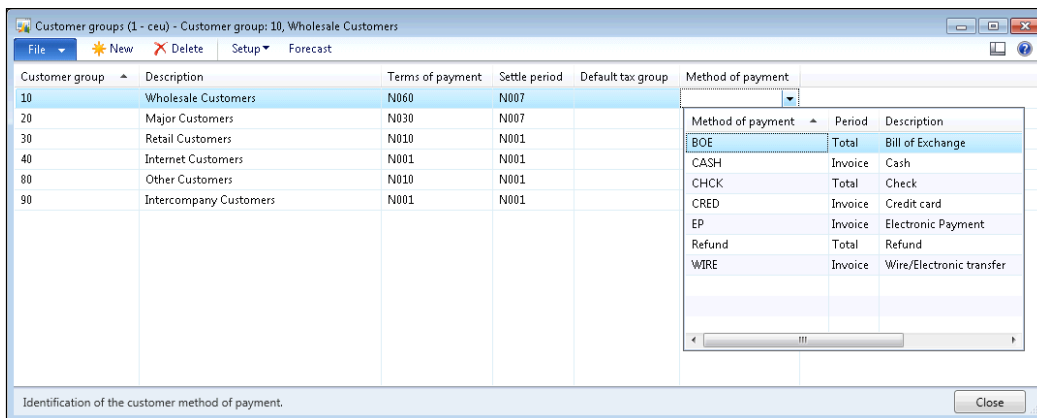 Customer groups (1 - ceu) - Customer group: 10, Wholesale Customers
File New Delete Setup Forecast
Customer group Description Terms of payment Settle period Default tax group Method of payment
10 Wholesale Customers N060 N007
20 Major Customers N030 N007
30 Retail Customers N010 N001
40 Internet Customers N001 N001
80 Other Customers N010 N001
90 Intercompany Customers N001 N001
Method of payment Period Description
BOE Total Bill of Exchange
CASH Invoice Cash
CHCK Total Check
CRED Invoice Credit card
EP Invoice Electronic Payment
Refund Total Refund
WIRE Invoice Wire/Electronic transfer
Identification of the customer method of payment. Close